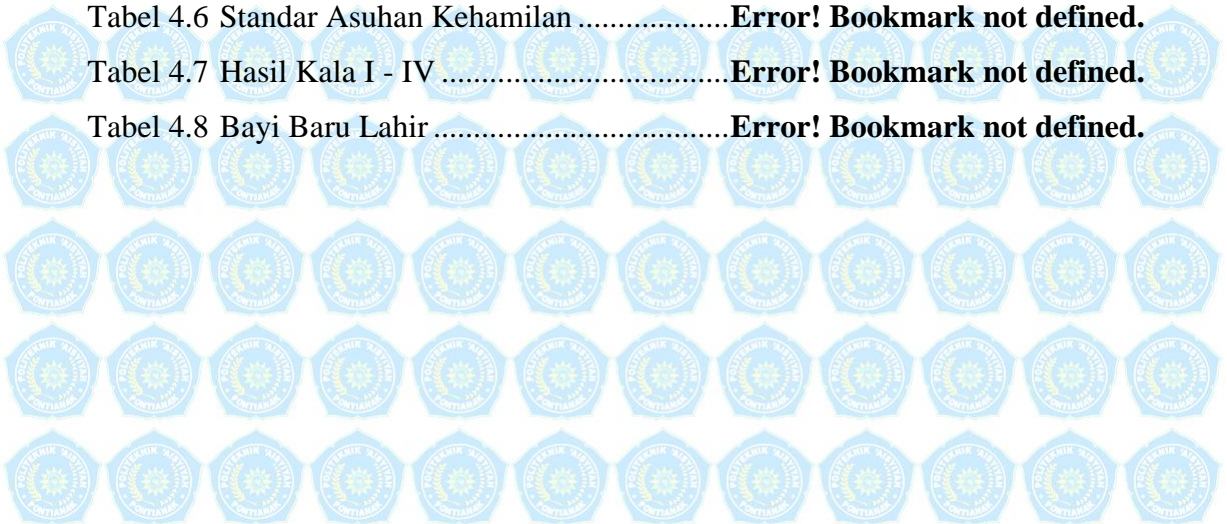 Tabel 4.6 Standar Asuhan Kehamilan ...................Error! Bookmark not defined.
Tabel 4.7 Hasil Kala I - IV .....................................Error! Bookmark not defined.
Tabel 4.8 Bayi Baru Lahir ......................................Error! Bookmark not defined.